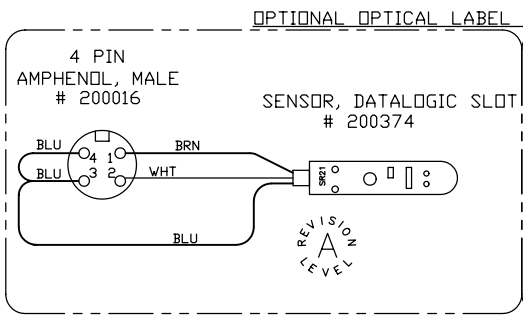 OPTIONAL OPTICAL LABEL
4 PIN
AMPHENOL, MALE
# 200016
SENSOR, DATALOGIC SLOT
# 200374
BLU
BRN
4 1
BLU
3 2
WHT
SR21
BLU
REVISION
A
LEVEL